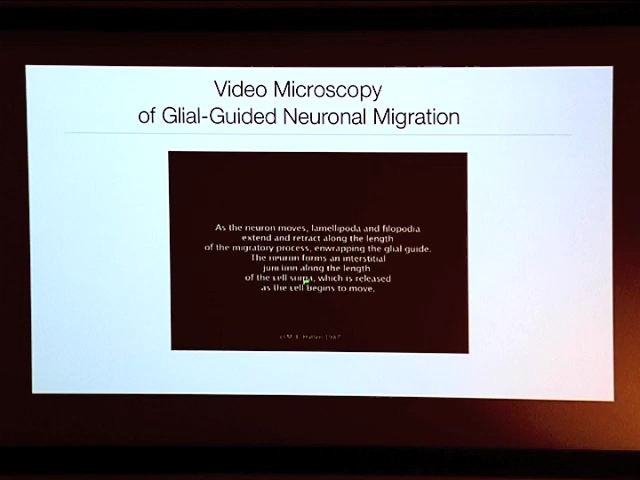 Video Microscopy
of Glial-Guided Neuronal Migration
As the neuron moves, lamellipoda and filopodia
extend and retract along the length
of the migratory process, enwrapping the glial guide.
The neuron forms an interstitial
junction along the length
of the cell soma, which is released
as the cell begins to move.